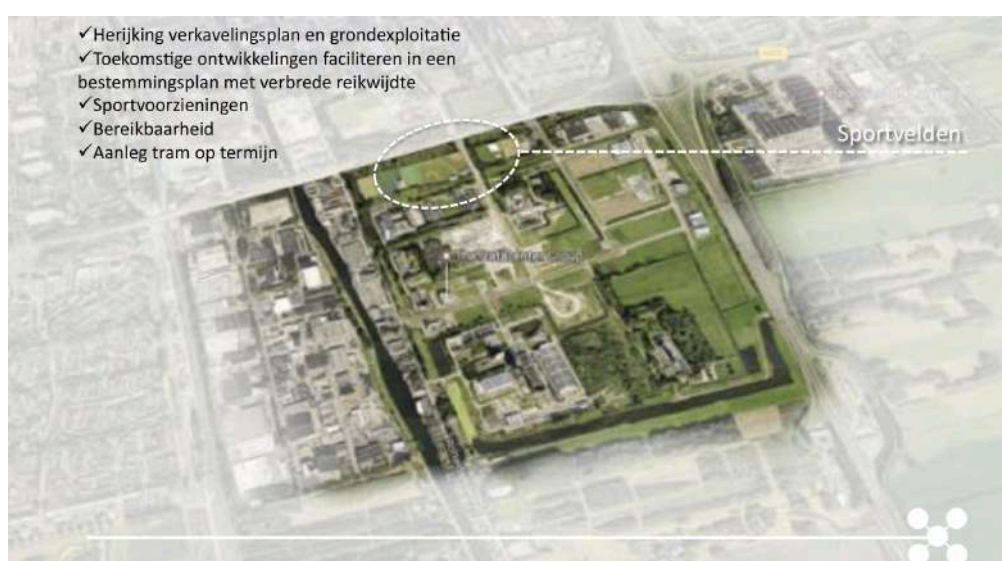 ✓Herijking verkavelingsplan en grondexploitatie
✓Toekomstige ontwikkelingen faciliteren in een
bestemmingsplan met verbrede reikwijdte
✓Sportvoorzieningen
✓Bereikbaarheid
✓Aanleg tram op termijn
Sportvelden